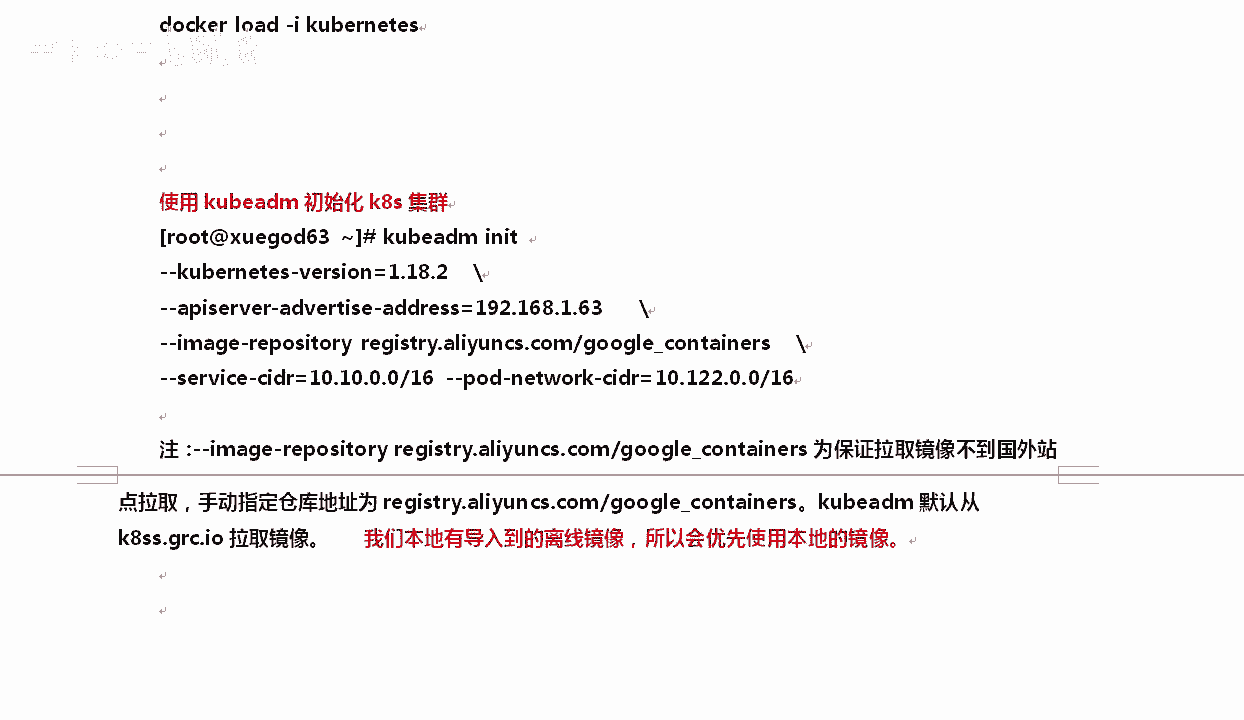 docker load -i kubernetes
使用 kubeadm 初始化 k8s 集群
[root@xuegod63 ~]# kubeadm init
--kubernetes-version=1.18.2 \
--apiserver-advertise-address=192.168.1.63 \
--image-repository registry.aliyuncs.com/google_containers \
--service-cidr=10.10.0.0/16 --pod-network-cidr=10.122.0.0/16
注:--image-repository registry.aliyuncs.com/google_containers 为保证拉取镜像不到国外站
点拉取，手动指定仓库地址为 registry.aliyuncs.com/google_containers。kubeadm 默认从
k8ss.grc.io 拉取镜像。 我们本地有导入到的离线镜像，所以会优先使用本地的镜像。